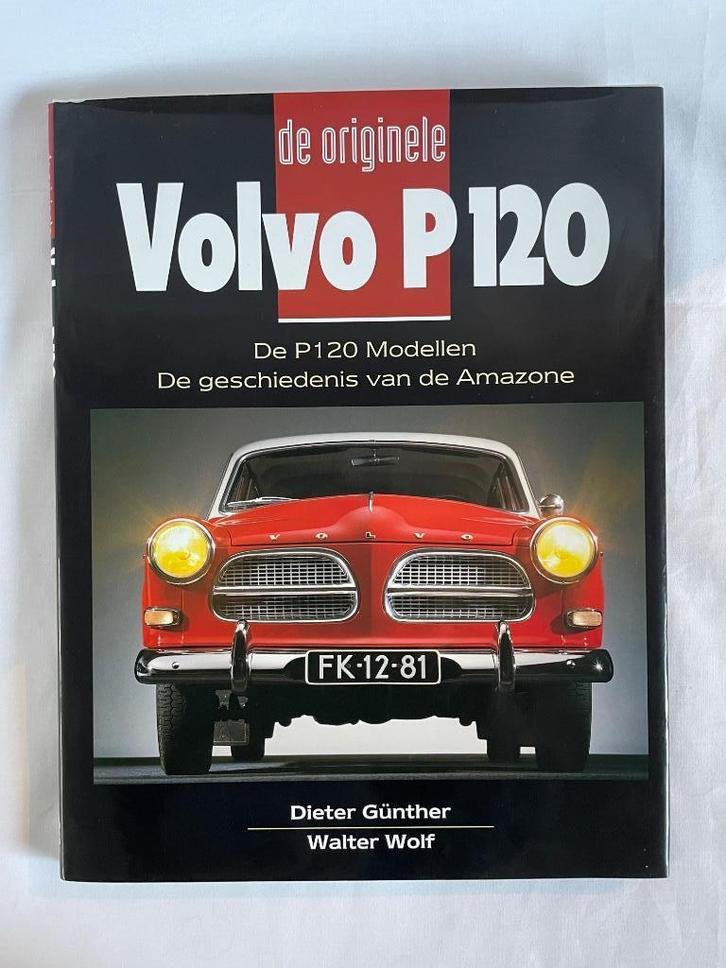 de originele
Volvo P120
De P120 Modellen
De geschiedenis van de Amazone
VOLVO
FK-12-81
Dieter Günther
Walter Wolf